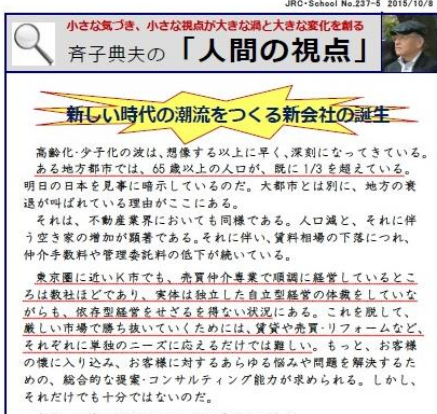 JRC・School No.237-5 2015/10/8
小さな気づき、小さな視点が大きな渦と大きな変化を創る
斉子典夫の「人間の視点」
新しい時代の潮流をつくる新会社の誕生
高齢化・少子化の波は、想像する以上に早く、深刻になってきている。
ある地方都市では、65歳以上の人口が、既に1/3を超えている。
明日の日本を見事に暗示しているのだ。大都市とは別に、地方の衰
退が叫ばれている理由がここにある。
それは、不動産業界においても同様である。人口減と、それに伴
う空き家の増加が顕著である。それに伴い、賃料相場の下落につれ、
仲介手数料や管理委託料の低下が続いている。
東京圏に近いK市でも、売買仲介専業で順調に経営しているとこ
ろは数社ほどであり、実体は独立した自立型経営の体裁をしていな
がらも、依存型経営をせざるを得ない状況にある。これを脱して、
厳しい市場で勝ち抜いていくためには、賃貸や売買・リフォームなど、
それぞれに単独のニーズに応えるだけでは難しい。もっと、お客様
の懐に入り込み、お客様に対するあらゆる悩みや問題を解決するた
めの、総合的な提案・コンサルティング能力が求められる。しかし、
それだけでも十分ではないのだ。